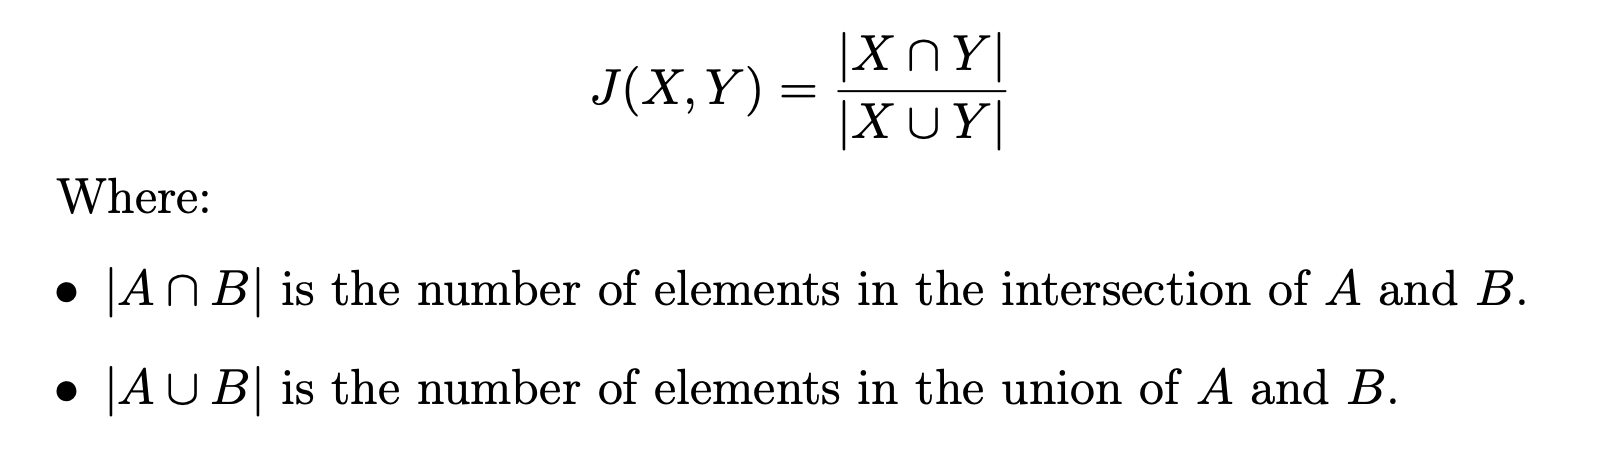 J(X, Y) = |X ∩ Y| / |X ∪ Y|
Where:
• |A ∩ B| is the number of elements in the intersection of A and B.
• |A ∪ B| is the number of elements in the union of A and B.